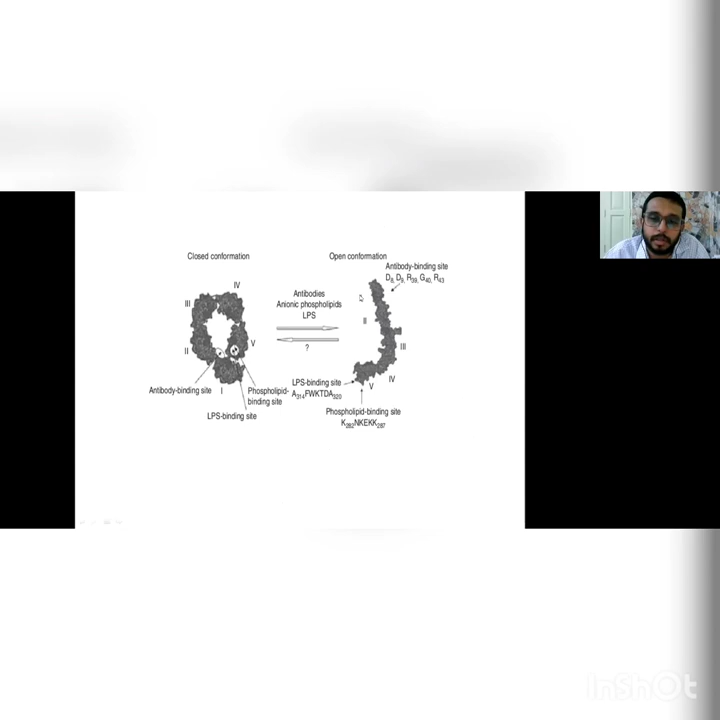 Closed conformation
Open conformation
Antibody-binding site
D8, D9, R39, G40, R43
IV
III
Antibodies
Anionic phospholipids
LPS
II
V
?
II
III
I
Antibody-binding site
Phospholipid-
binding site
LPS-binding site
LPS-binding site
A314FWKTDA320
V
IV
Phospholipid-binding site
K282NKEKK287
InShOt